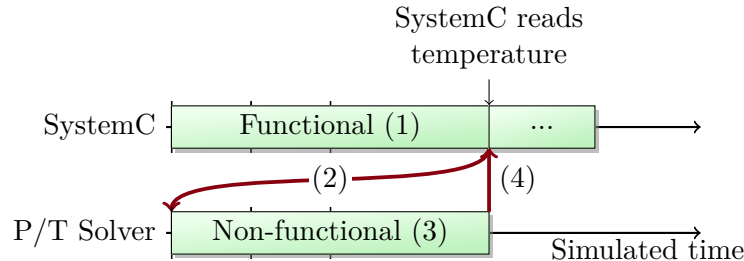 SystemC reads
temperature
SystemC
Functional (1)
...
(2)
(4)
P/T Solver
Non-functional (3)
Simulated time